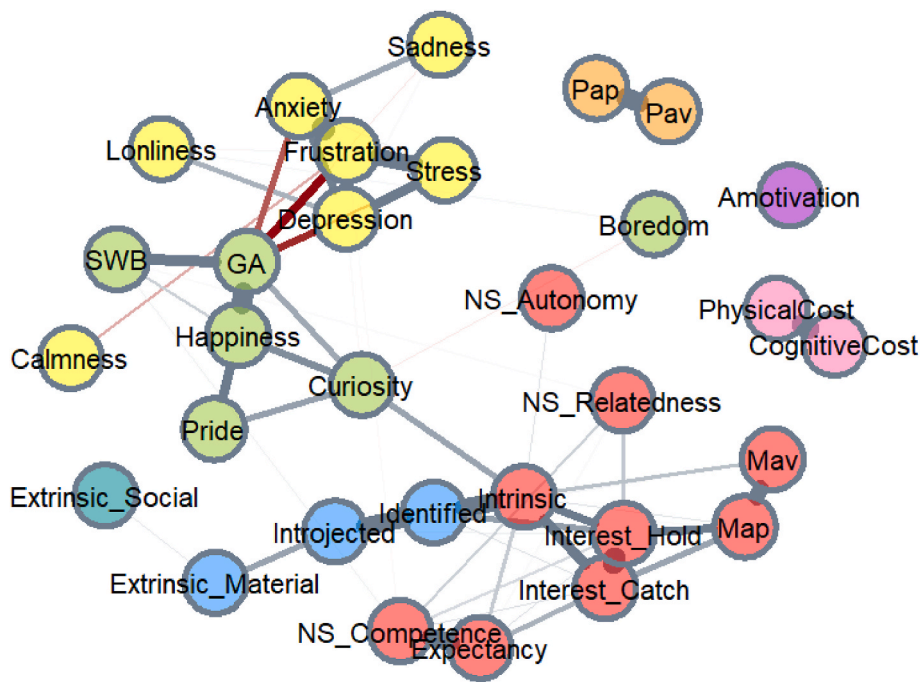 Sadness
Pap
Pav
Anxiety
Lonliness
Frustration
Stress
Amotivation
Depression
Boredom
SWB
GA
NS_Autonomy
PhysicalCost
CognitiveCost
Happiness
Calmness
Curiosity
NS_Relatedness
Pride
Mav
Extrinsic_Social
Intrinsic
Identified
Introjected
Interest_Hold
Map
Extrinsic_Material
Interest_Catch
NS_Competence
Expectancy